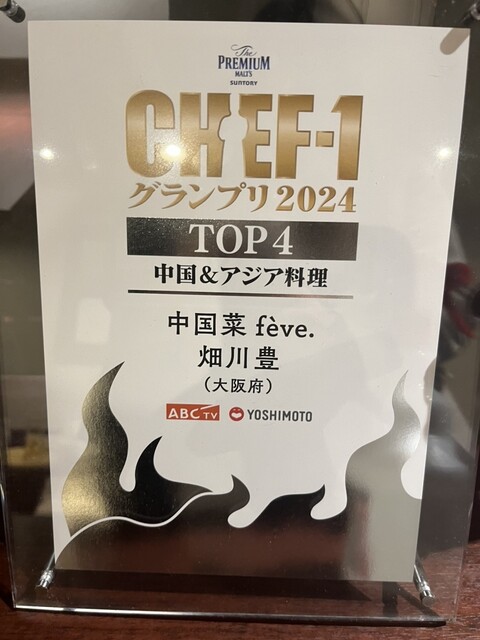 The
PREMIUM
MALT'S
SUNTORY
CHEF-1
グランプリ2024
TOP4
中国&アジア料理
中国菜 fève.
畑川豊
(大阪府)
ABCTV YOSHIMOTO